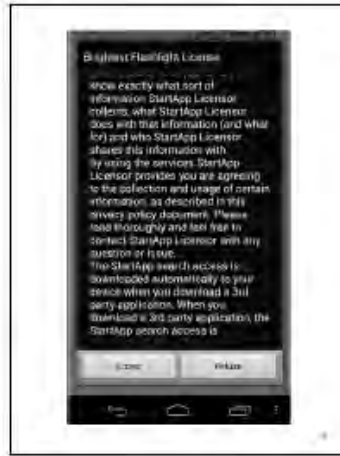 Brightest Flashlight License
know exactly what sort of
information StartApp Licensor
collects, what StartApp Licensor
does with that information (and what
for) and who StartApp Licensor
shares this information with.
By using the services StartApp
Licensor provides you are agreeing
to the collection and usage of certain
information, as described in this
privacy policy document. Please
read thoroughly and feel free to
contact StartApp Licensor with any
question or issue.
The StartApp search access is
downloaded automatically to your
device when you download a 3rd
party application. When you
download a 3rd party application, the
StartApp search access is
Refuse